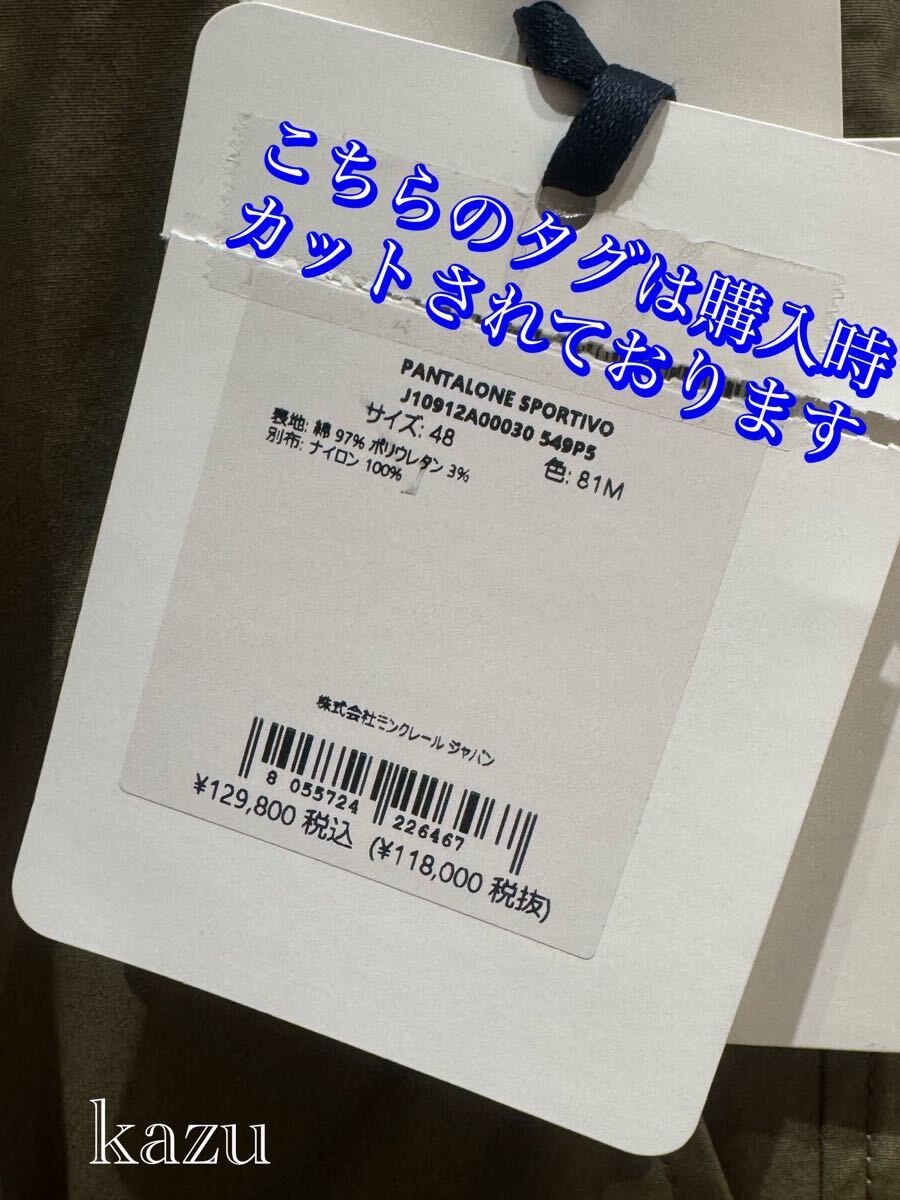 こちらのタグは購入時
カットされております
PANTALONE SPORTIVO
J10912A00030 549P5
サイズ: 48
色: 81M
表地: 綿 97% ポリウレタン 3%
別布: ナイロン 100%
株式会社モンクレール ジャパン
8 055724 226467
¥129,800 税込 (¥118,000 税抜)
kazu